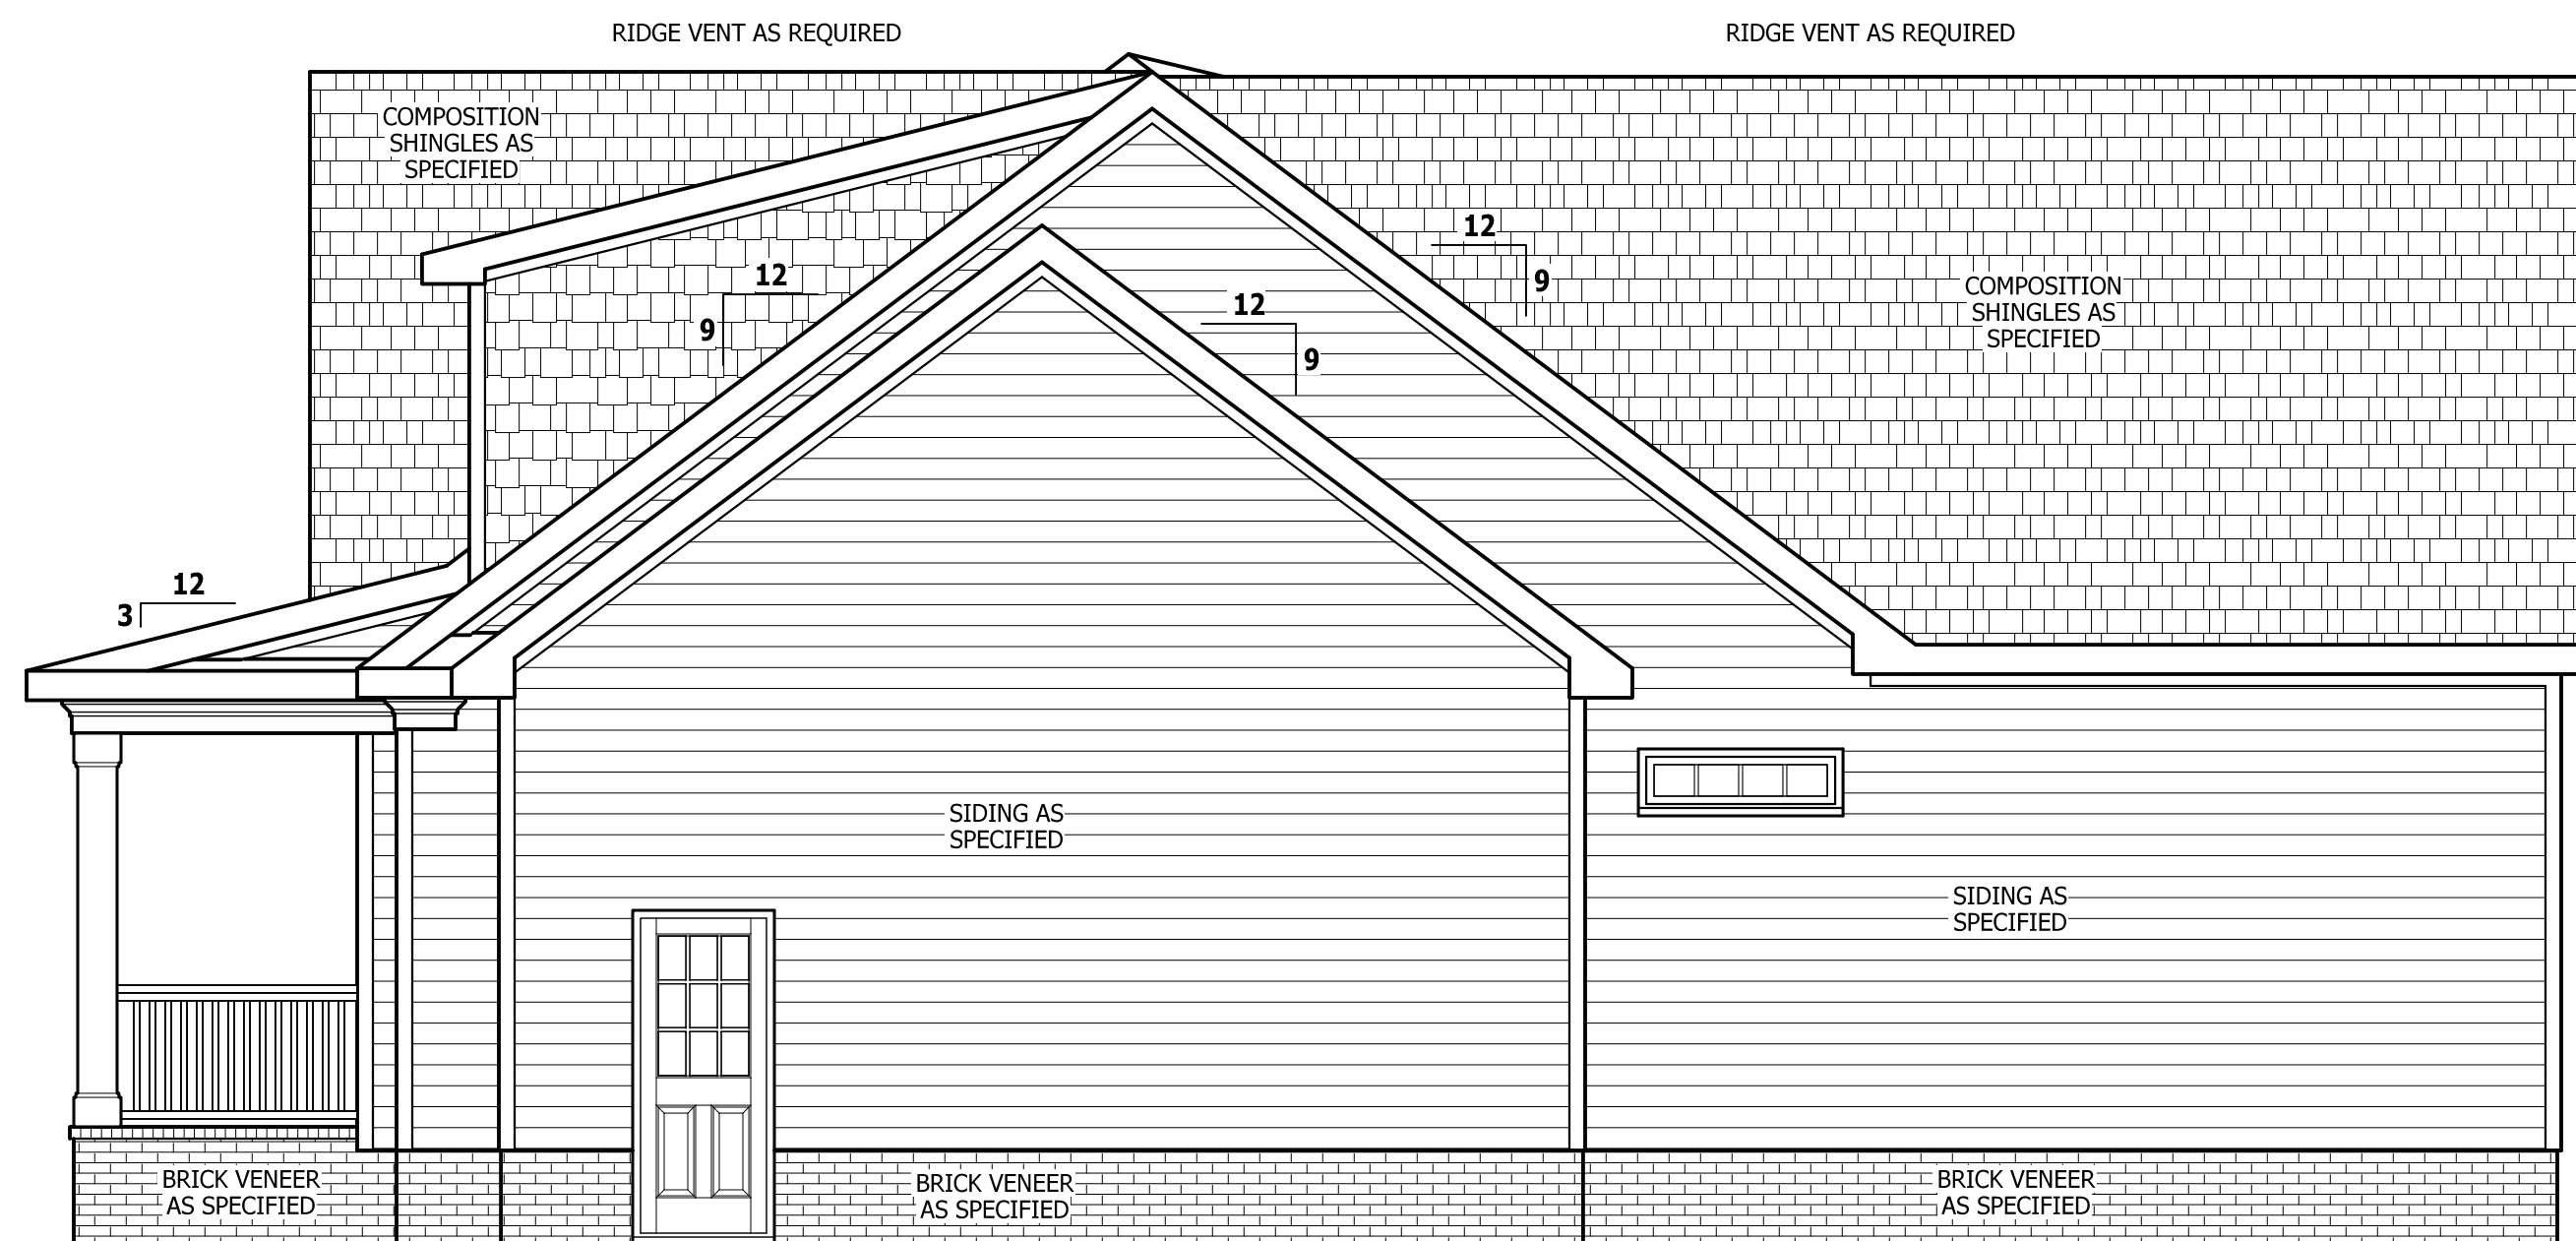 RIDGE VENT AS REQUIRED
RIDGE VENT AS REQUIRED
COMPOSITION
SHINGLES AS
SPECIFIED
12
9
12
9
12
9
COMPOSITION
SHINGLES AS
SPECIFIED
12
3
SIDING AS
SPECIFIED
SIDING AS
SPECIFIED
BRICK VENEER
AS SPECIFIED
BRICK VENEER
AS SPECIFIED
BRICK VENEER
AS SPECIFIED